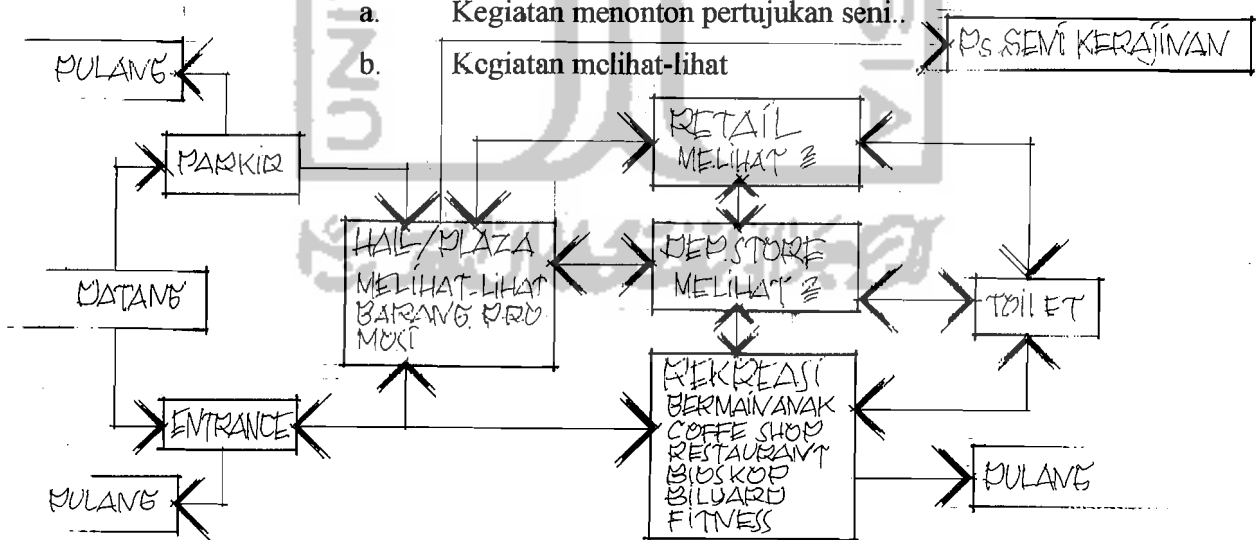 a. Kegiatan menonton pertujukan seni..
b. Kegiatan melihat-lihat
PS. SENI KERAJINAN
PULANG
PARKIR
RETAIL
MELIHAT 2
HALL/PLAZA
MELIHAT-LIHAT
BARANG PRO
MOSI
DEP.STORE
MELIHAT 2
DATANG
TOILET
ENTRANCE
REKREASI
BERMAIN ANAK
COFFE SHOP
RESTAURANT
BIOSKOP
BILYARD
FITNESS
PULANG
PULANG